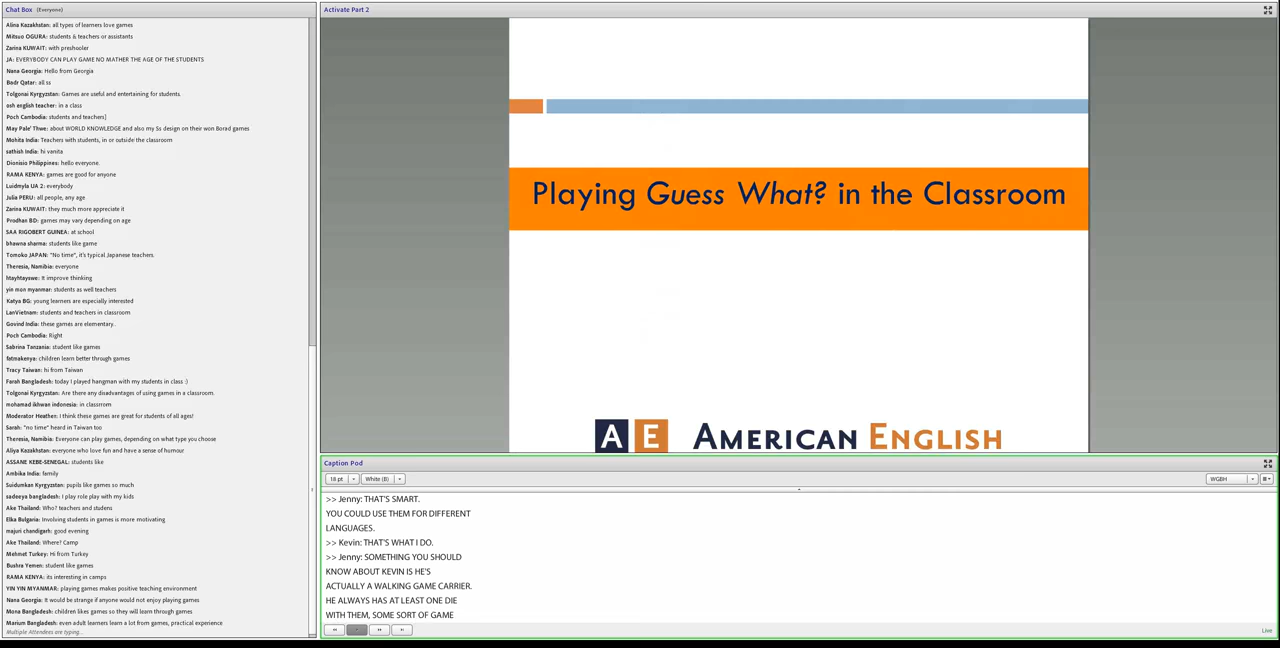 Chat Box (Everyone)
Alina Kazakhstan: all types of learners love games
Mitsuo OGURA: students & teachers or assistants
Zarina KUWAIT: with preshooler
JA: EVERYBODY CAN PLAY GAME NO MATHER THE AGE OF THE STUDENTS
Nana Georgia: Hello from Georgia
Badr Qatar: all ss
Tolgonai Kyrgyzstan: Games are useful and entertaining for students.
osh english teacher: in a class
Poch Cambodia: students and teachers]
May Pale' Thwe: about WORLD KNOWLEDGE and also my Ss design on their won Borad games
Mohita India: Teachers with students, in or outside the classroom
sathish India: hi vanita
Dionisio Philippines: hello everyone.
RAMA KENYA: games are good for anyone
Luidmyla UA 2: everybody
Julia PERU: all people, any age
Zarina KUWAIT: they much more appreciate it
Prodhan BD: games may vary depending on age
SAA RIGOBERT GUINEA: at school
bhawna sharma: students like game
Tomoko JAPAN: "No time", it's typical Japanese teachers.
Theresia, Namibia: everyone
htayhtayswe: It improve thinking
yin mon myanmar: students as well teachers
Katya BG: young learners are especially interested
LanVietnam: students and teachers in classroom
Govind India: these games are elementary..
Poch Cambodia: Right
Sabrina Tanzania: student like games
fatmakenya: children learn better through games
Tracy Taiwan: hi from Taiwan
Farah Bangladesh: today I played hangman with my students in class :)
Tolgonai Kyrgyzstan: Are there any disadvantages of using games in a classroom.
mohamad ikhwan indonesia: in classrrom
Moderator Heather: I think these games are great for students of all ages!
Sarah: "no time" heard in Taiwan too
Theresia, Namibia: Everyone can play games, depending on what type you choose
Aliya Kazakhstan: everyone who love fun and have a sense of humour
ASSANE KEBE-SENEGAL: students like
Ambika India: family
Suidunkan Kyrgyzstan: pupils like games so much
sadeeya bangladesh: I play role play with my kids
Ake Thailand: Who? teachers and studens
Elka Bulgaria: Involving students in games is more motivating
majuri chandigarh: good evening
Ake Thailand: Where? Camp
Mehmet Turkey: Hi from Turkey
Bushra Yemen: student like games
RAMA KENYA: its interesting in camps
YIN YIN MYANMAR: playing games makes positive teaching environment
Nana Georgia: It would be strange if anyone would not enjoy playing games
Mona Bangladesh: children likes games so they will learn through games
Marium Bangladesh: even adult learners learn a lot from games, practical experience
Multiple Attendees are typing...
Activate Part 2
Playing Guess What? in the Classroom
AE AMERICAN ENGLISH
Caption Pod
18 pt White (B) WGBH
>> Jenny: THAT'S SMART.
YOU COULD USE THEM FOR DIFFERENT
LANGUAGES.
>> Kevin: THAT'S WHAT I DO.
>> Jenny: SOMETHING YOU SHOULD
KNOW ABOUT KEVIN IS HE'S
ACTUALLY A WALKING GAME CARRIER.
HE ALWAYS HAS AT LEAST ONE DIE
WITH THEM, SOME SORT OF GAME
Live